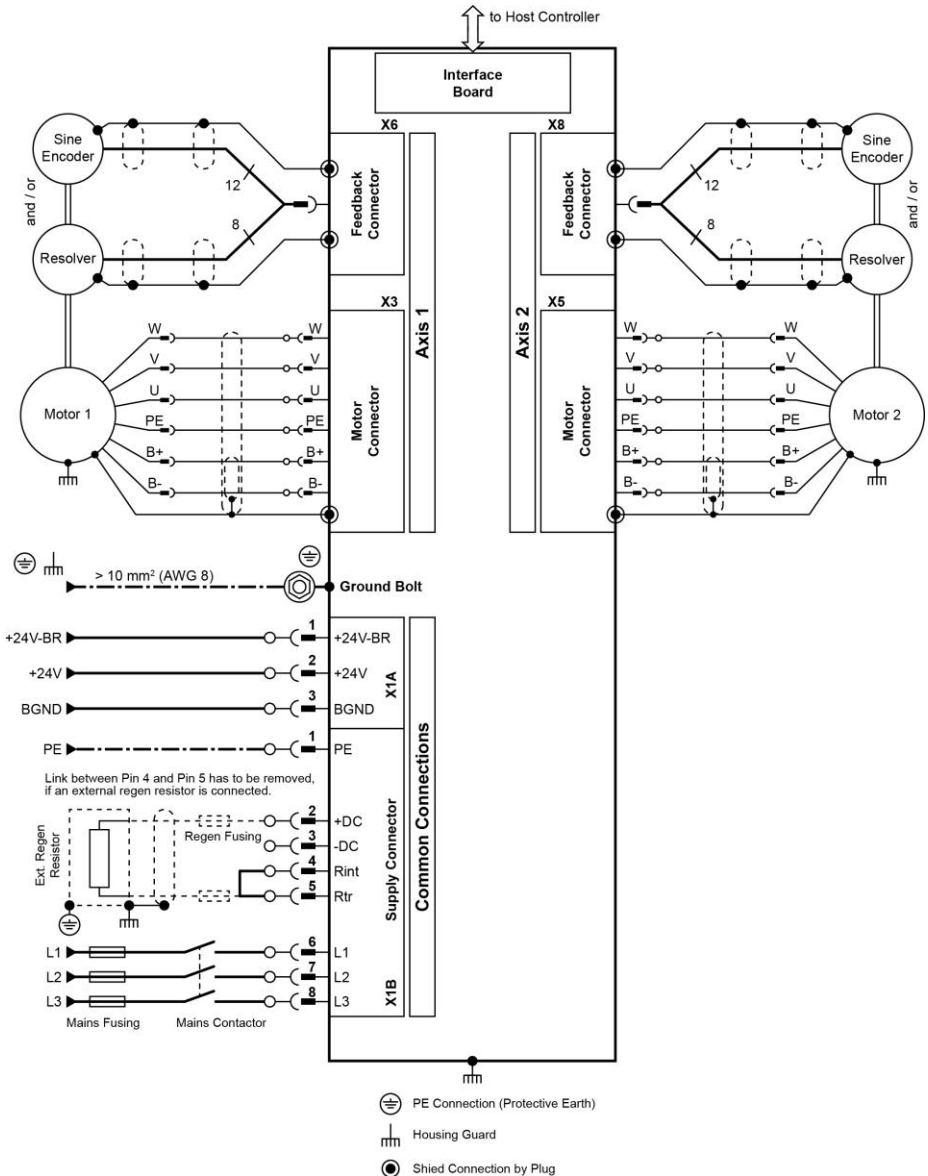 to Host Controller
Interface
Board
X6
X8
Sine
Encoder
12
and / or
8
Resolver
Feedback
Connector
Axis 1
Axis 2
Feedback
Connector
Sine
Encoder
12
and / or
8
Resolver
X3
X5
Motor 1
W
V
U
PE
B+
B-
W
V
U
PE
B+
B-
Motor
Connector
Motor
Connector
W
V
U
PE
B+
B-
W
V
U
PE
B+
B-
Motor 2
> 10 mm² (AWG 8)
Ground Bolt
+24V-BR
1
+24V-BR
+24V
2
+24V
BGND
3
BGND
X1A
PE
1
PE
Link between Pin 4 and Pin 5 has to be removed,
if an external regen resistor is connected.
Ext. Regen
Resistor
Regen Fusing
2
+DC
3
-DC
4
Rint
5
Rtr
Supply Connector
Common Connections
L1
6
L1
L2
7
L2
L3
8
L3
X1B
Mains Fusing
Mains Contactor
PE Connection (Protective Earth)
Housing Guard
Shied Connection by Plug